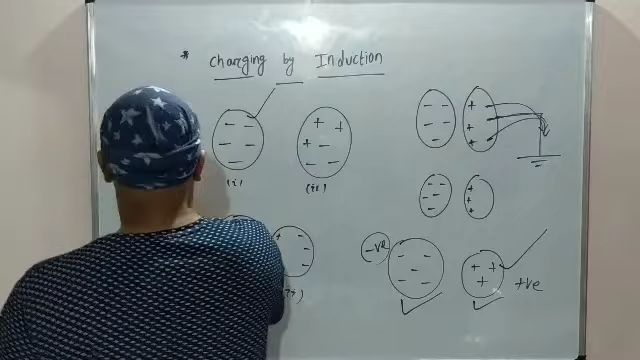 * Charging by Induction
(i) (ii)
-ve
+ve